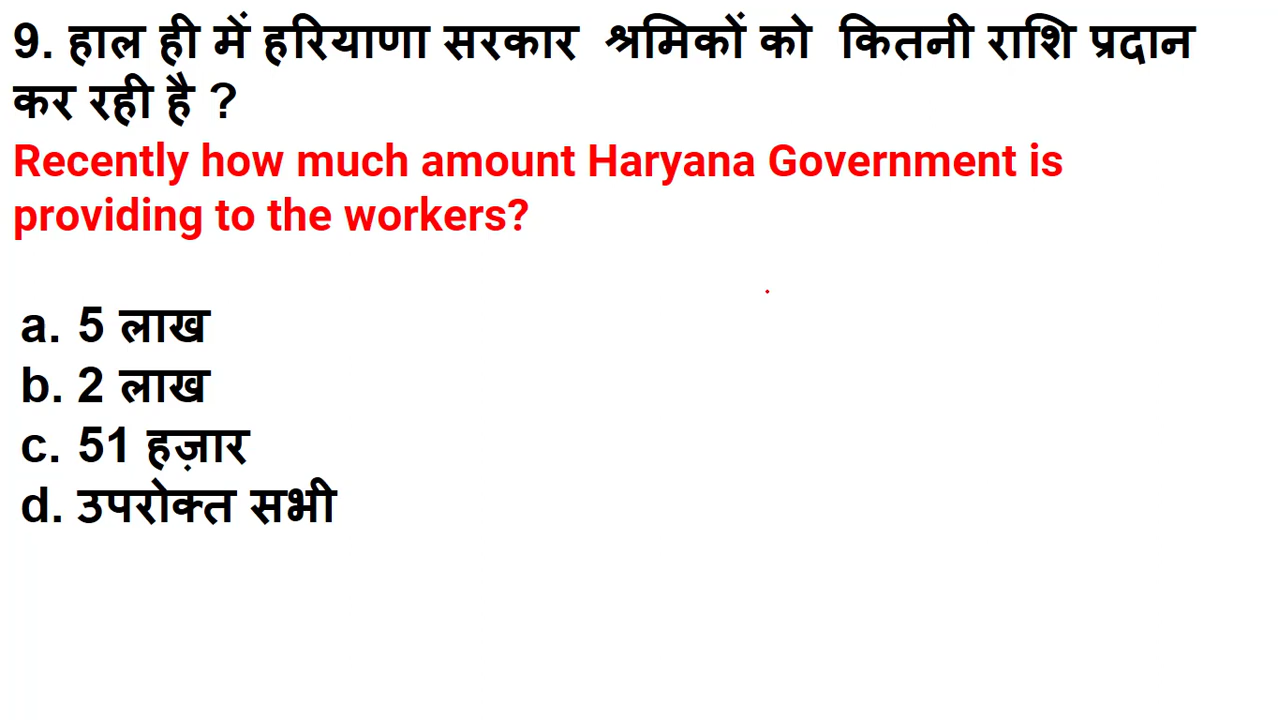 9. हाल ही में हरियाणा सरकार श्रमिकों को कितनी राशि प्रदान
कर रही है ?
Recently how much amount Haryana Government is
providing to the workers?
a. 5 लाख
b. 2 लाख
c. 51 हज़ार
d. उपरोक्त सभी